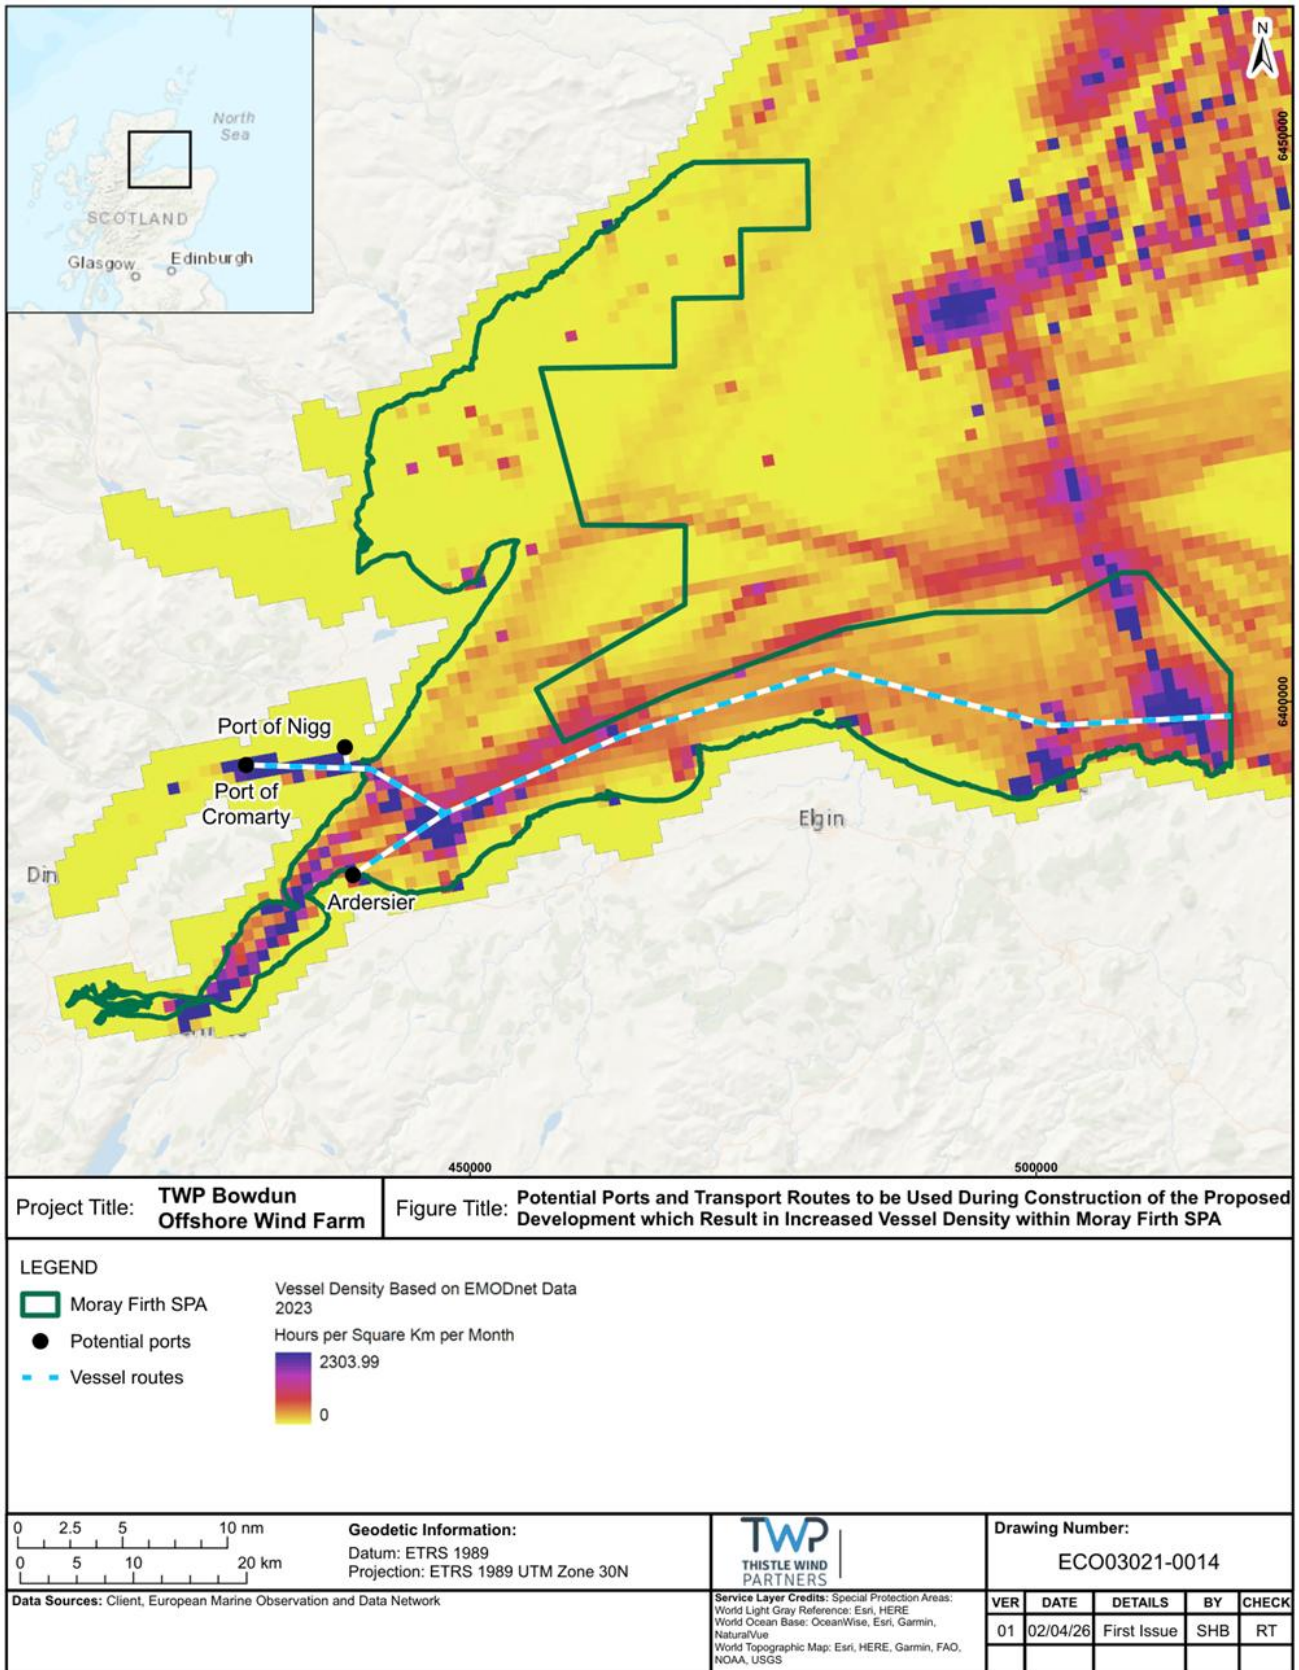 N
North
Sea
SCOTLAND
Glasgow
Edinburgh
6450000
6400000
Port of Nigg
Port of
Cromarty
Elgin
Din
Ardersier
450000
500000
Project Title:
TWP Bowdun
Offshore Wind Farm
Figure Title:
Potential Ports and Transport Routes to be Used During Construction of the Proposed
Development which Result in Increased Vessel Density within Moray Firth SPA
LEGEND
Moray Firth SPA
Potential ports
Vessel routes
Vessel Density Based on EMODnet Data
2023
Hours per Square Km per Month
2303.99
0
0 2.5 5 10 nm
0 5 10 20 km
Geodetic Information:
Datum: ETRS 1989
Projection: ETRS 1989 UTM Zone 30N
TWP
THISTLE WIND
PARTNERS
Drawing Number:
ECO03021-0014
Data Sources: Client, European Marine Observation and Data Network
Service Layer Credits: Special Protection Areas:
World Light Gray Reference: Esri, HERE
World Ocean Base: OceanWise, Esri, Garmin,
NaturalVue
World Topographic Map: Esri, HERE, Garmin, FAO,
NOAA, USGS
VER DATE DETAILS BY CHECK
01 02/04/26 First Issue SHB RT